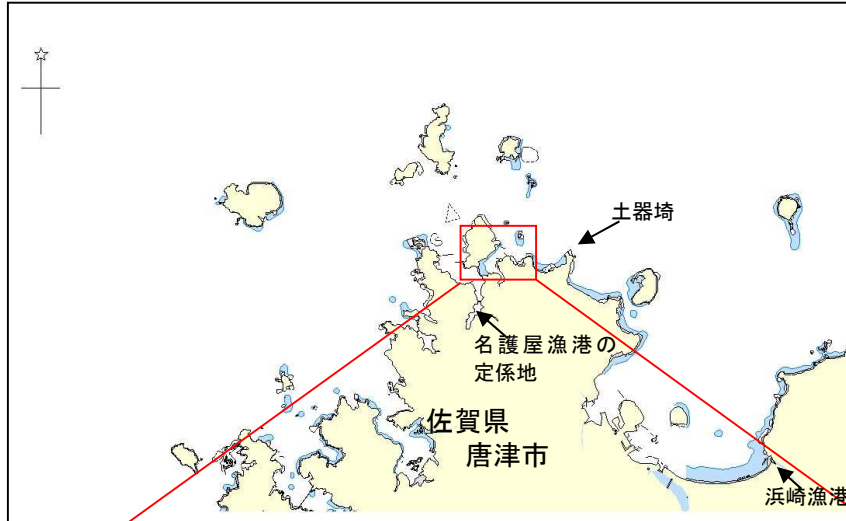 土器埼
名護屋漁港の
定係地
佐賀県
唐津市
浜崎漁港